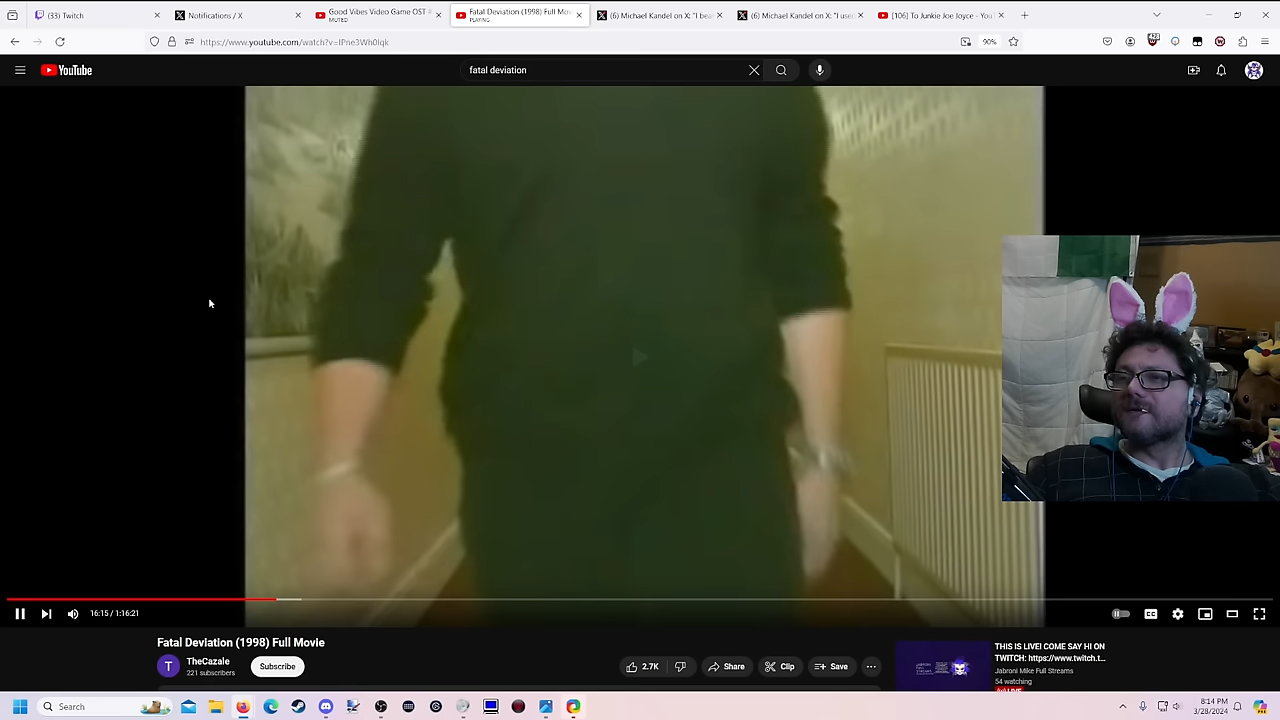 (33) Twitch
Notifications / X
Good Vibes Video Game OST
MUTED
Fatal Deviation (1998) Full Mov
PLAYING
(6) Michael Kandel on X: "I bea
(6) Michael Kandel on X: "I user
[106] To Junkie Joe Joyce - YouT
https://www.youtube.com/watch?v=IPne3Wh0lqk
90%
YouTube
fatal deviation
16:15 / 1:16:21
CC
Fatal Deviation (1998) Full Movie
T
TheCazale
221 subscribers
Subscribe
2.7K
Share
Clip
Save
THIS IS LIVE! COME SAY HI ON
TWITCH: https://www.twitch.t...
Jabroni Mike Full Streams
54 watching
Search
8:14 PM
3/28/2024